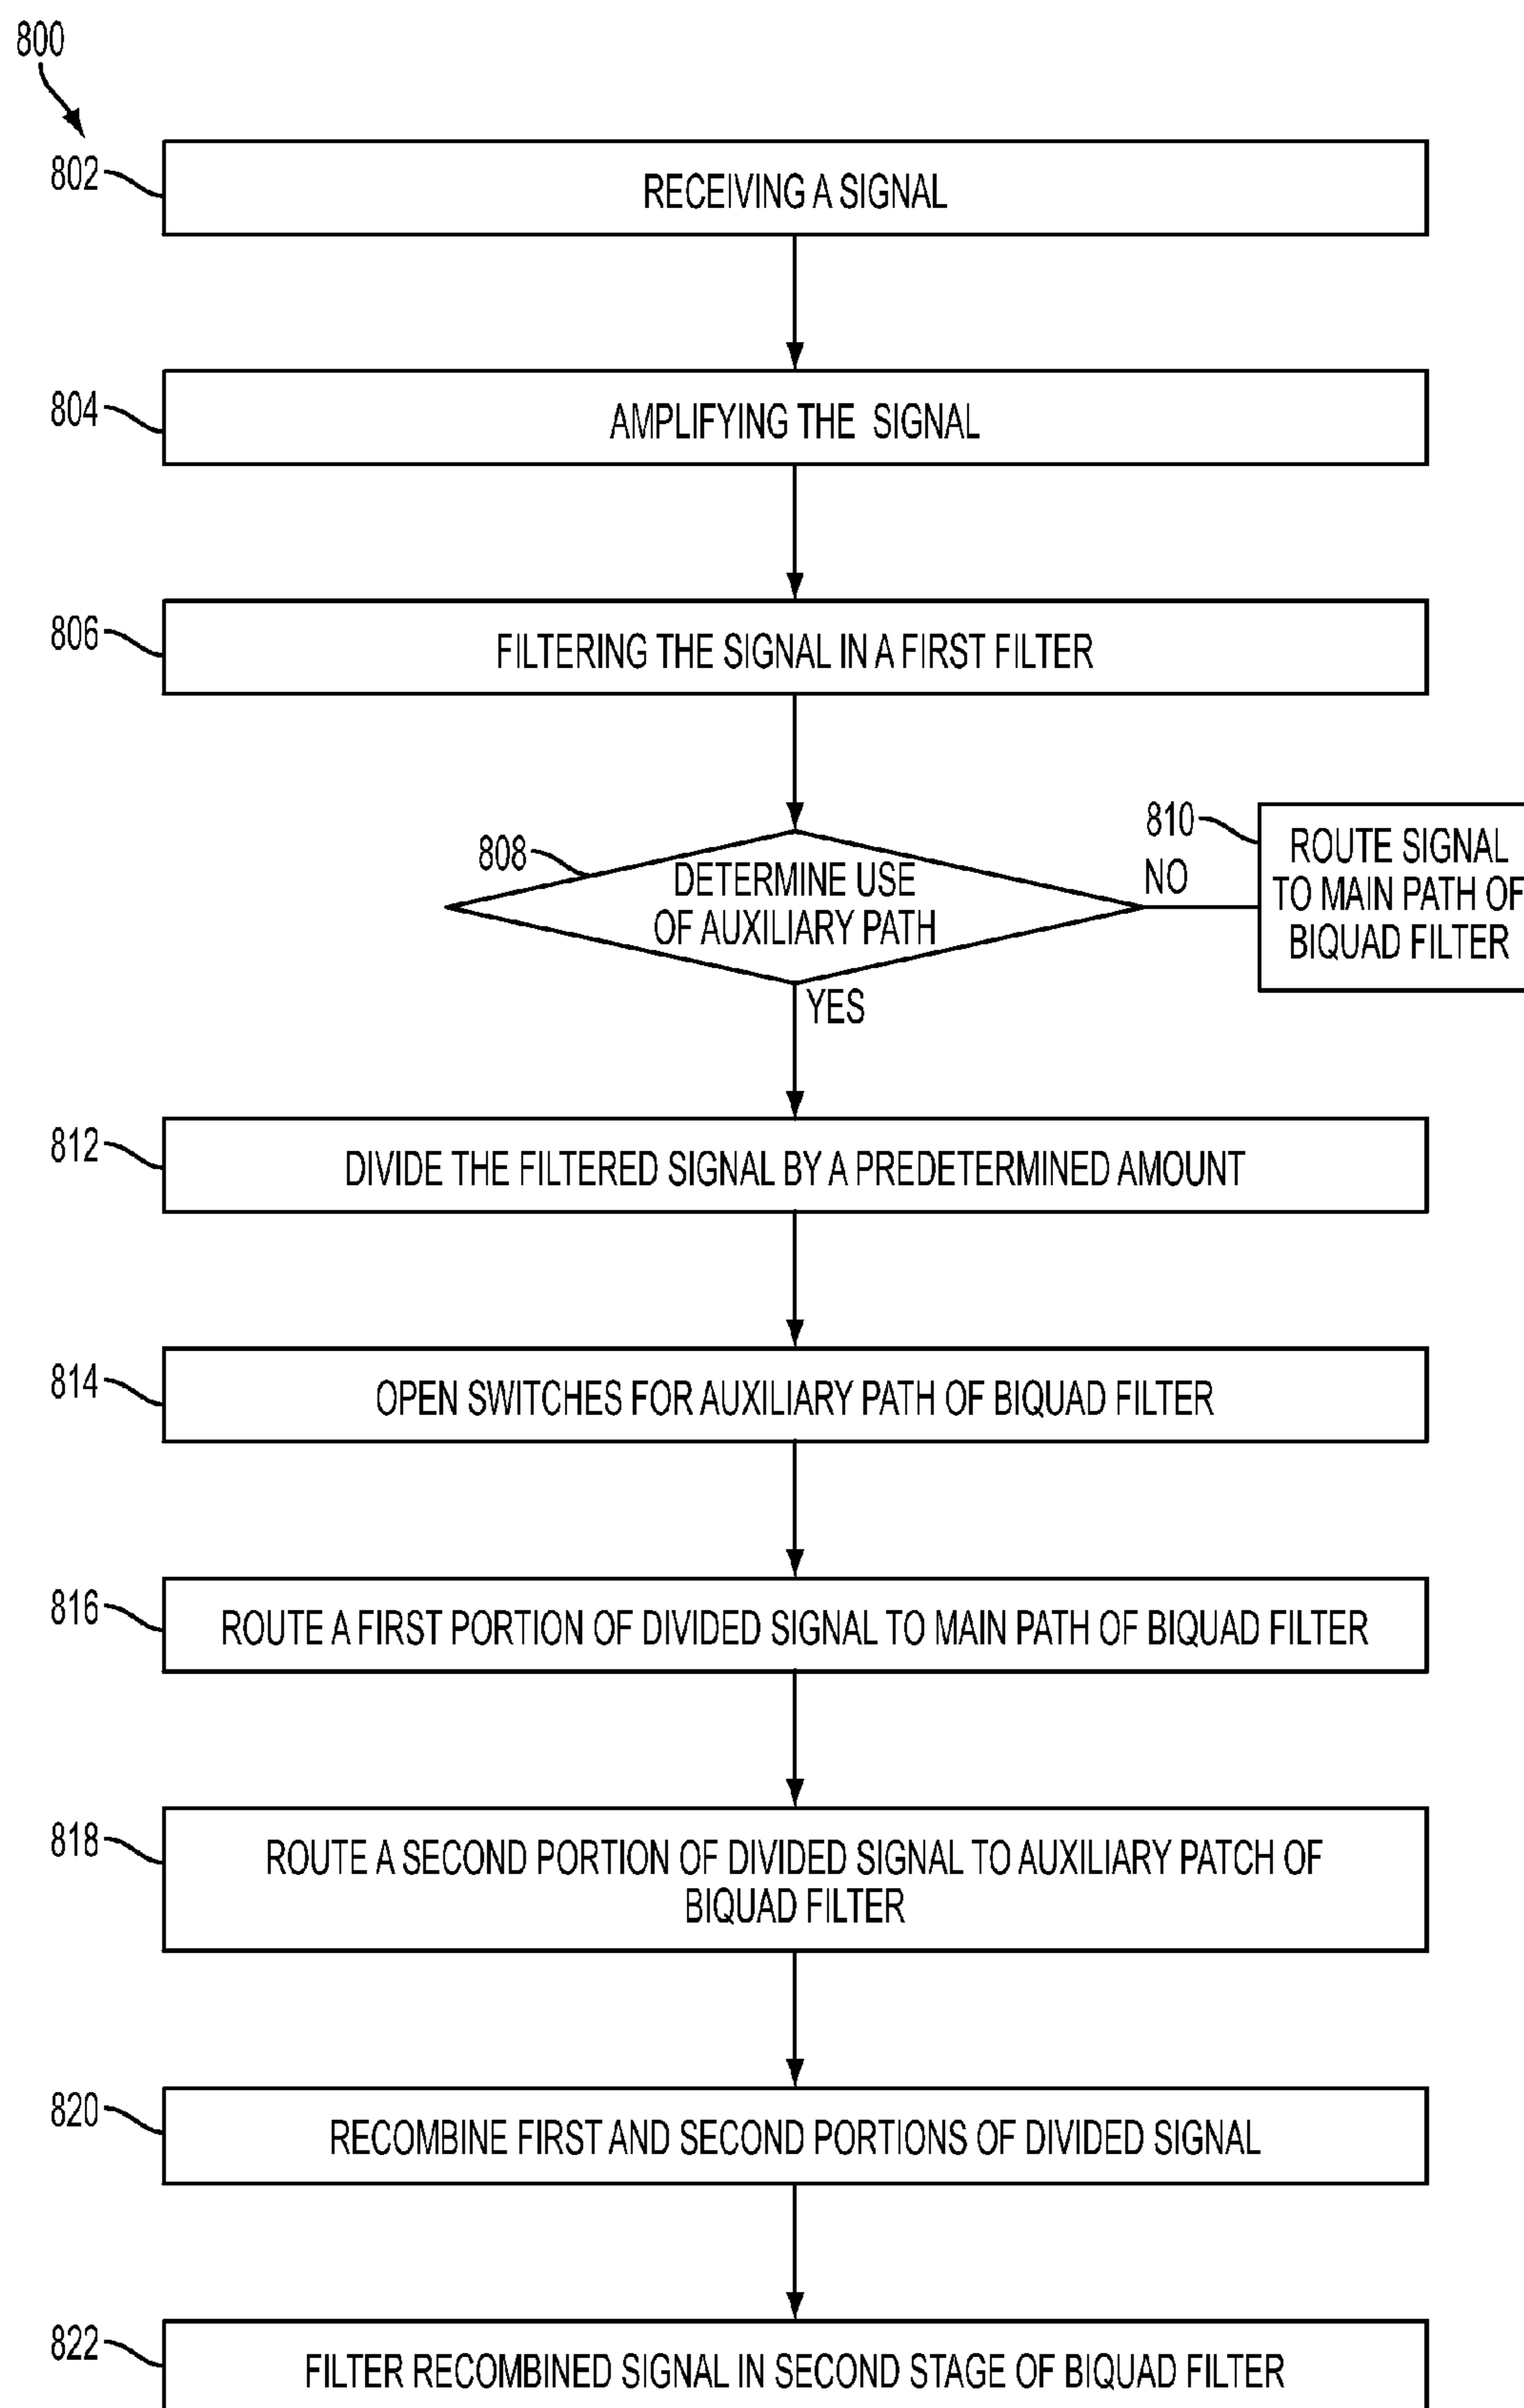 800
802
RECEIVING A SIGNAL
804
AMPLIFYING THE SIGNAL
806
FILTERING THE SIGNAL IN A FIRST FILTER
808
DETERMINE USE
OF AUXILIARY PATH
NO
810
ROUTE SIGNAL
TO MAIN PATH OF
BIQUAD FILTER
YES
812
DIVIDE THE FILTERED SIGNAL BY A PREDETERMINED AMOUNT
814
OPEN SWITCHES FOR AUXILIARY PATH OF BIQUAD FILTER
816
ROUTE A FIRST PORTION OF DIVIDED SIGNAL TO MAIN PATH OF BIQUAD FILTER
818
ROUTE A SECOND PORTION OF DIVIDED SIGNAL TO AUXILIARY PATCH OF
BIQUAD FILTER
820
RECOMBINE FIRST AND SECOND PORTIONS OF DIVIDED SIGNAL
822
FILTER RECOMBINED SIGNAL IN SECOND STAGE OF BIQUAD FILTER